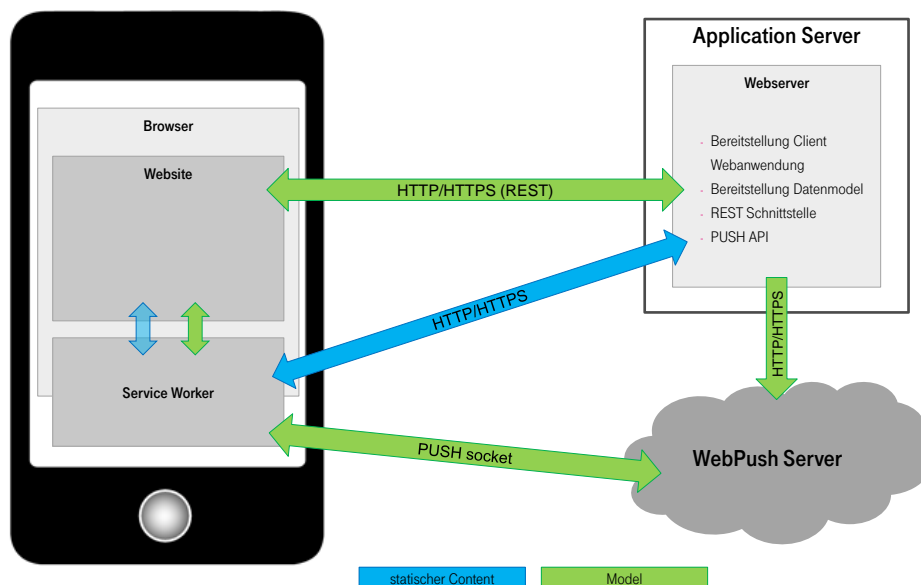 Application Server
Webserver
Browser
Website
· Bereitstellung Client
Webanwendung
· Bereitstellung Datenmodel
· REST Schnittstelle
· PUSH API
HTTP/HTTPS (REST)
HTTP/HTTPS
HTTP/HTTPS
Service Worker
PUSH socket
WebPush Server
statischer Content
Model